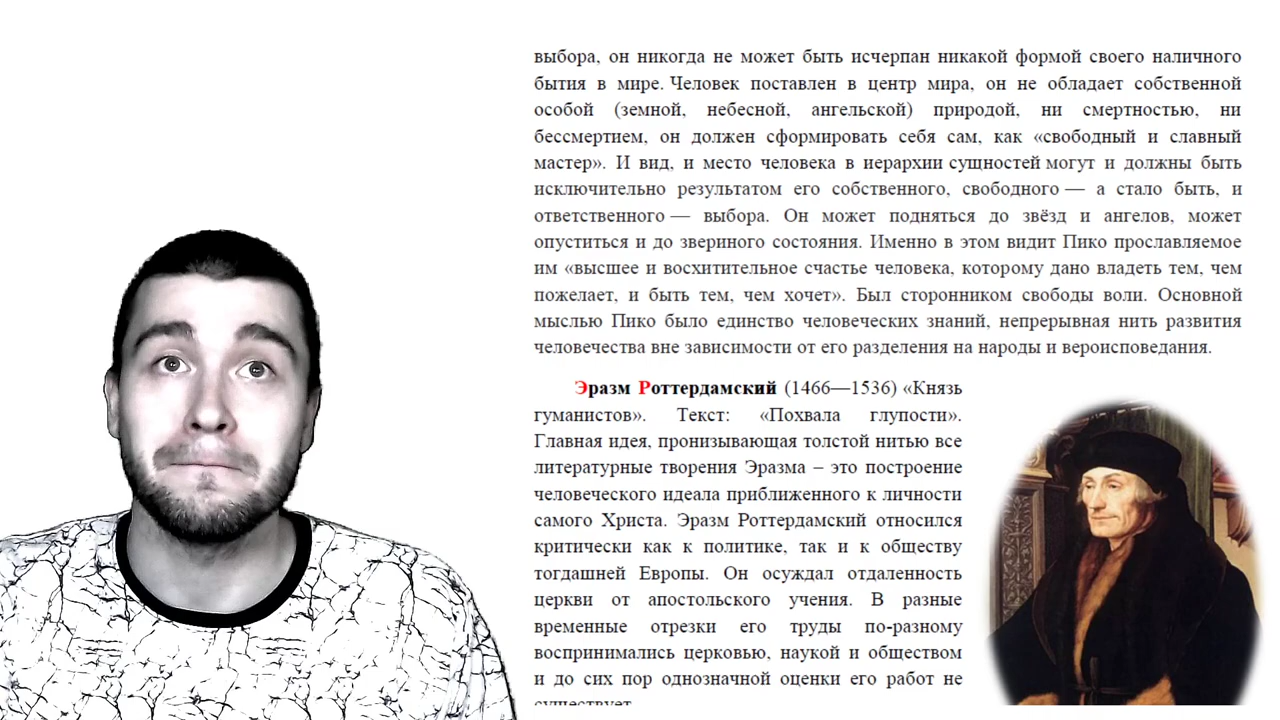 выбора, он никогда не может быть исчерпан никакой формой своего наличного
бытия в мире. Человек поставлен в центр мира, он не обладает собственной
особой (земной, небесной, ангельской) природой, ни смертностью, ни
бессмертием, он должен сформировать себя сам, как «свободный и славный
мастер». И вид, и место человека в иерархии сущностей могут и должны быть
исключительно результатом его собственного, свободного — а стало быть, и
ответственного — выбора. Он может подняться до звёзд и ангелов, может
опуститься и до звериного состояния. Именно в этом видит Пико прославляемое
им «высшее и восхитительное счастье человека, которому дано владеть тем, чем
пожелает, и быть тем, чем хочет». Был сторонником свободы воли. Основной
мыслью Пико было единство человеческих знаний, непрерывная нить развития
человечества вне зависимости от его разделения на народы и вероисповедания.
Эразм Роттердамский (1466—1536) «Князь
гуманистов». Текст: «Похвала глупости».
Главная идея, пронизывающая толстой нитью все
литературные творения Эразма – это построение
человеческого идеала приближенного к личности
самого Христа. Эразм Роттердамский относился
критически как к политике, так и к обществу
тогдашней Европы. Он осуждал отдаленность
церкви от апостольского учения. В разные
временные отрезки его труды по-разному
воспринимались церковью, наукой и обществом
и до сих пор однозначной оценки его работ не
существует.